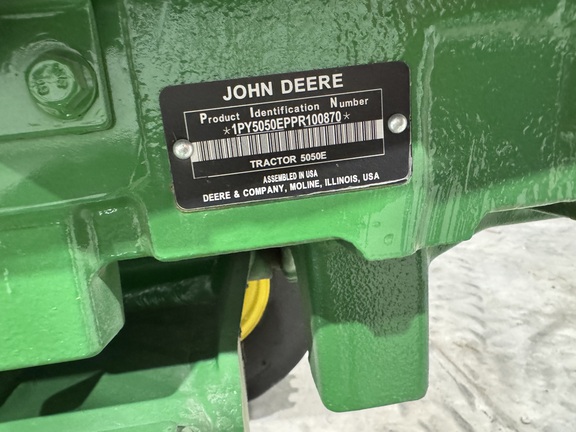 JOHN DEERE
Product Identification Number
*1PY5050EPPR100870*
TRACTOR 5050E
ASSEMBLED IN USA
DEERE & COMPANY, MOLINE, ILLINOIS, USA